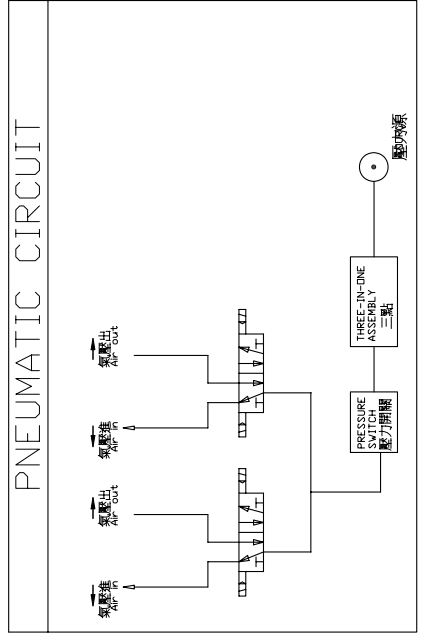 PNEUMATIC CIRCUIT
氣壓進
Air in
氣壓出
Air out
氣壓進
Air in
氣壓出
Air out
PRESSURE
SWITCH
壓力開關
THREE-IN-ONE
ASSEMBLY
三點
壓力源